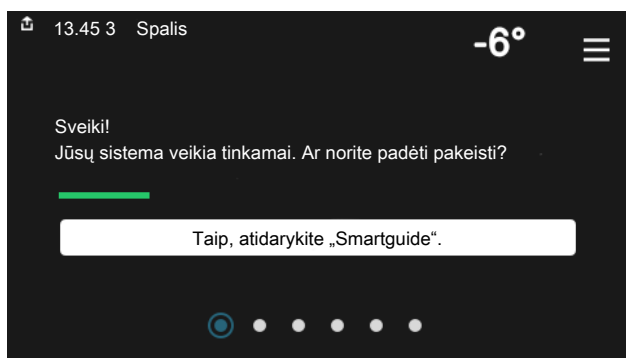 13.45 3 Spalis
-6°
Sveiki!
Jūsų sistema veikia tinkamai. Ar norite padėti pakeisti?
Taip, atidarykite „Smartguide“.